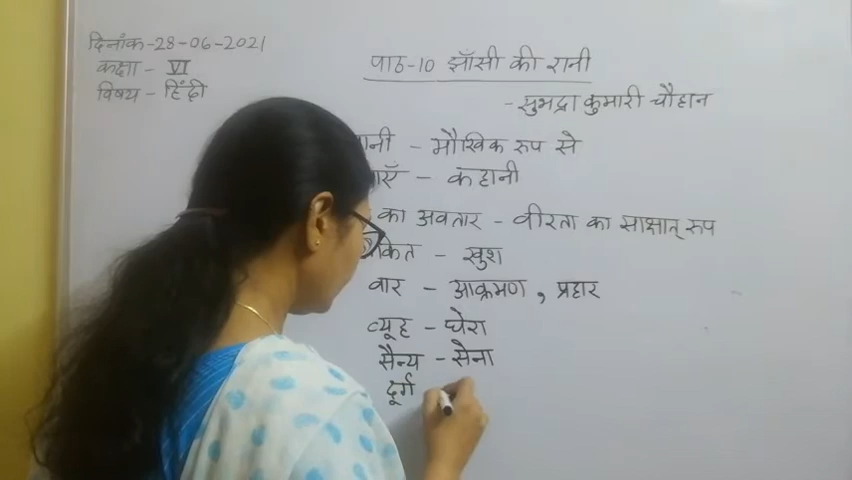 दिनांक-28-06-2021
कक्षा - VI
विषय - हिंदी
पाठ-10 झाँसी की रानी
- सुभद्रा कुमारी चौहान
- मौखिक रूप से
- कहानी
का अवतार - वीरता का साक्षात् रूप
- खुश
वार - आक्रमण, प्रहार
व्यूह - घेरा
सैन्य - सेना
दूर्ग